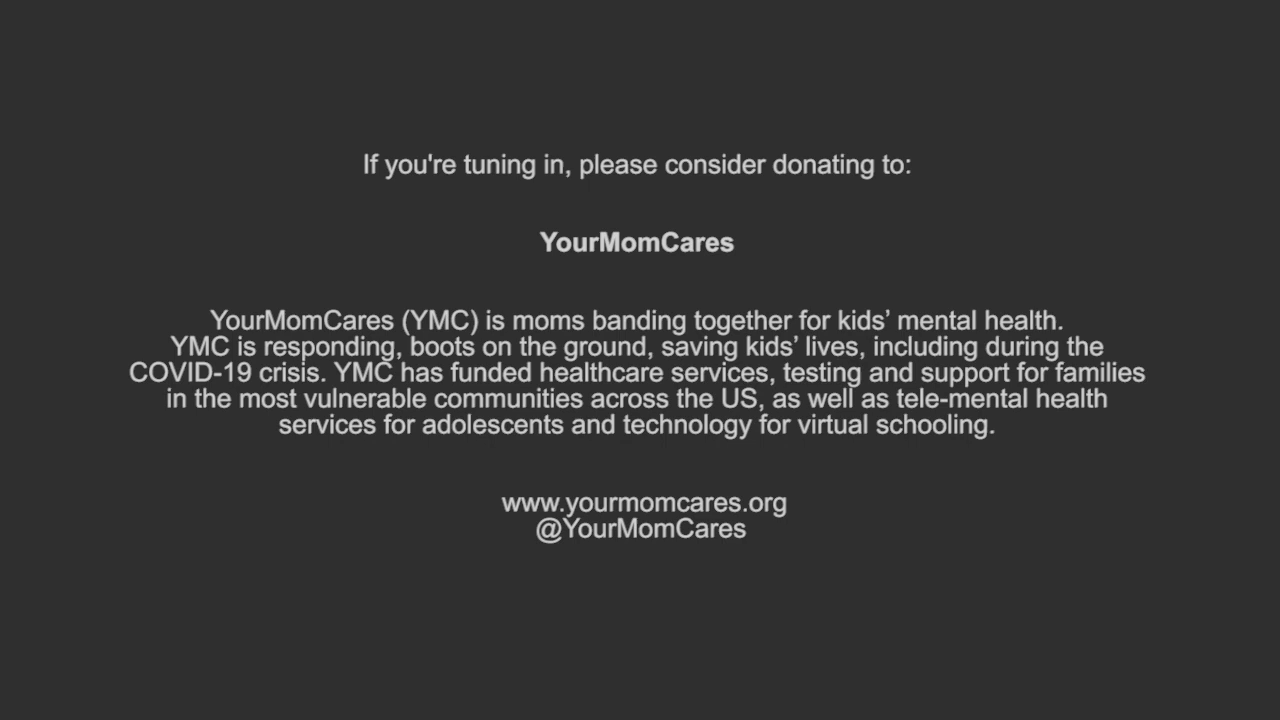 If you're tuning in, please consider donating to:
YourMomCares
YourMomCares (YMC) is moms banding together for kids’ mental health.
YMC is responding, boots on the ground, saving kids’ lives, including during the
COVID-19 crisis. YMC has funded healthcare services, testing and support for families
in the most vulnerable communities across the US, as well as tele-mental health
services for adolescents and technology for virtual schooling.
www.yourmomcares.org
@YourMomCares